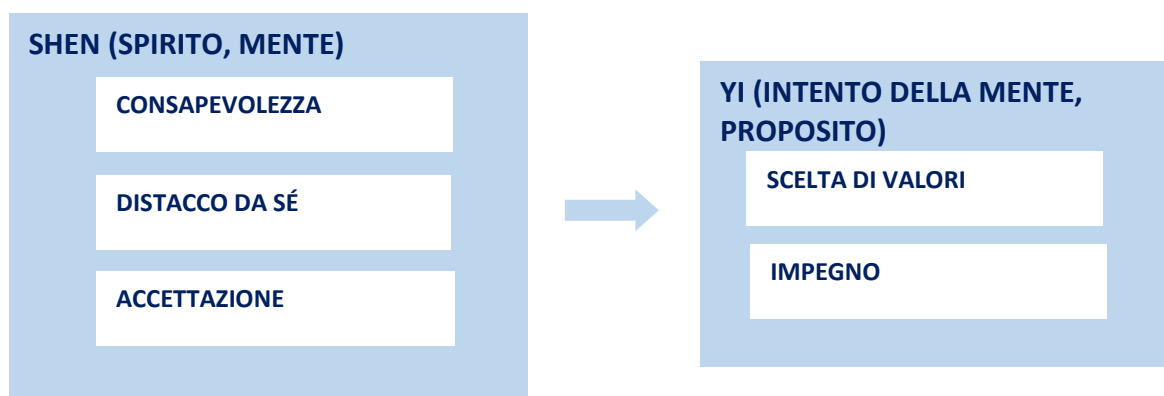 SHEN (SPIRITO, MENTE)
CONSAPEVOLEZZA
DISTACCO DA SÉ
ACCETTAZIONE
YI (INTENTO DELLA MENTE,
PROPOSITO)
SCELTA DI VALORI
IMPEGNO